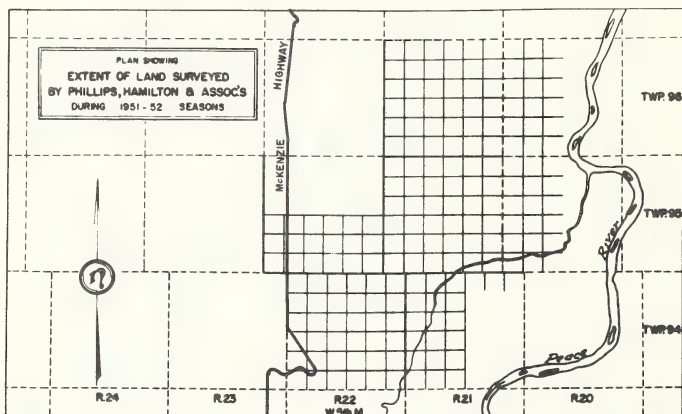 PLAN SHOWING
EXTENT OF LAND SURVEYED
BY PHILLIPS, HAMILTON & ASSOC'S
DURING 1951-52 SEASONS
McKENZIE HIGHWAY
TWP. 96
TWP. 95
River
TWP. 94
Peace
R.24 R.23 R.22 R.21 R.20
W. 5th M.